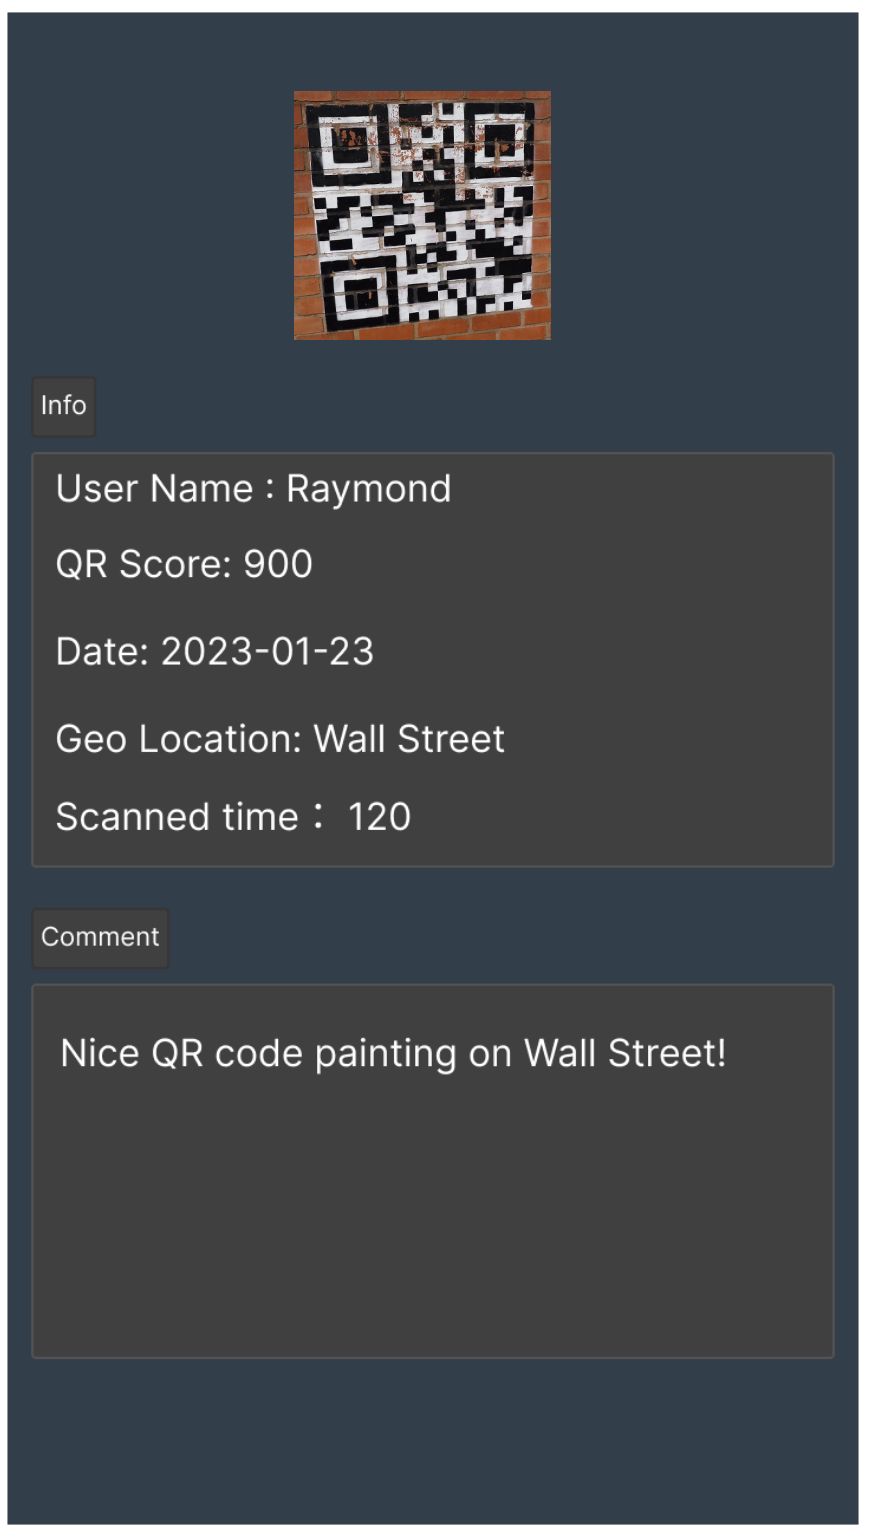 Info
User Name : Raymond
QR Score: 900
Date: 2023-01-23
Geo Location: Wall Street
Scanned time： 120
Comment
Nice QR code painting on Wall Street!